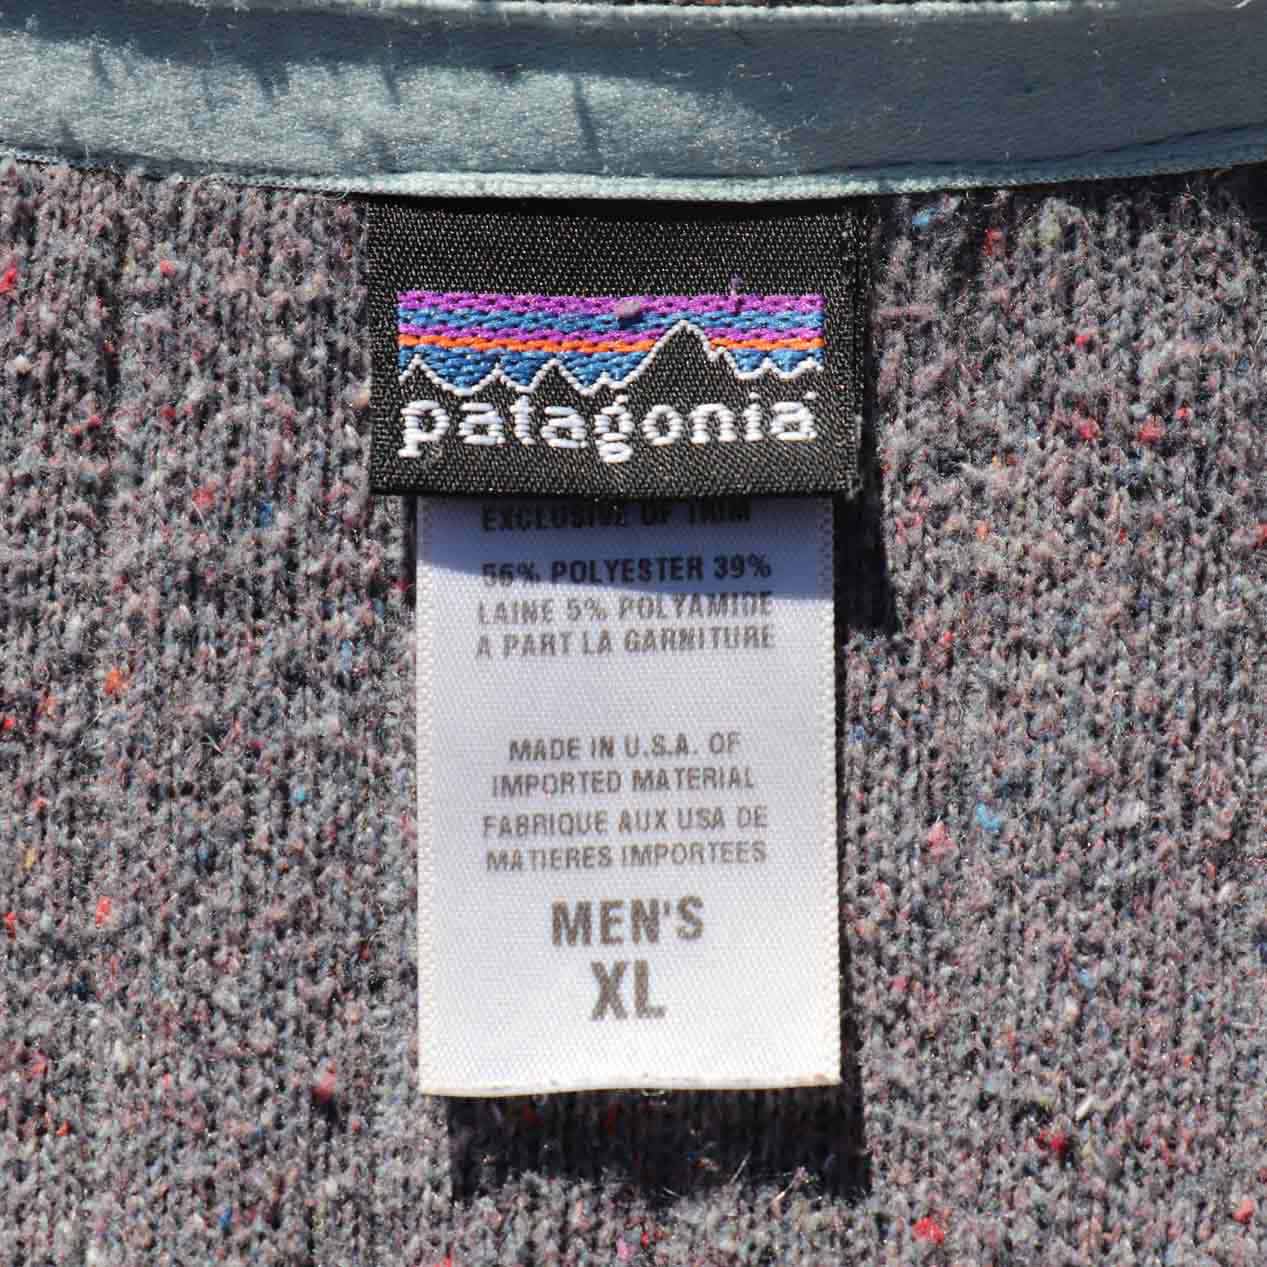 patagonia
EXCLUSIVE OF TRIM
56% POLYESTER 39%
LAINE 5% POLYAMIDE
A PART LA GARNITURE
MADE IN U.S.A. OF
IMPORTED MATERIAL
FABRIQUE AUX USA DE
MATIERES IMPORTEES
MEN'S
XL